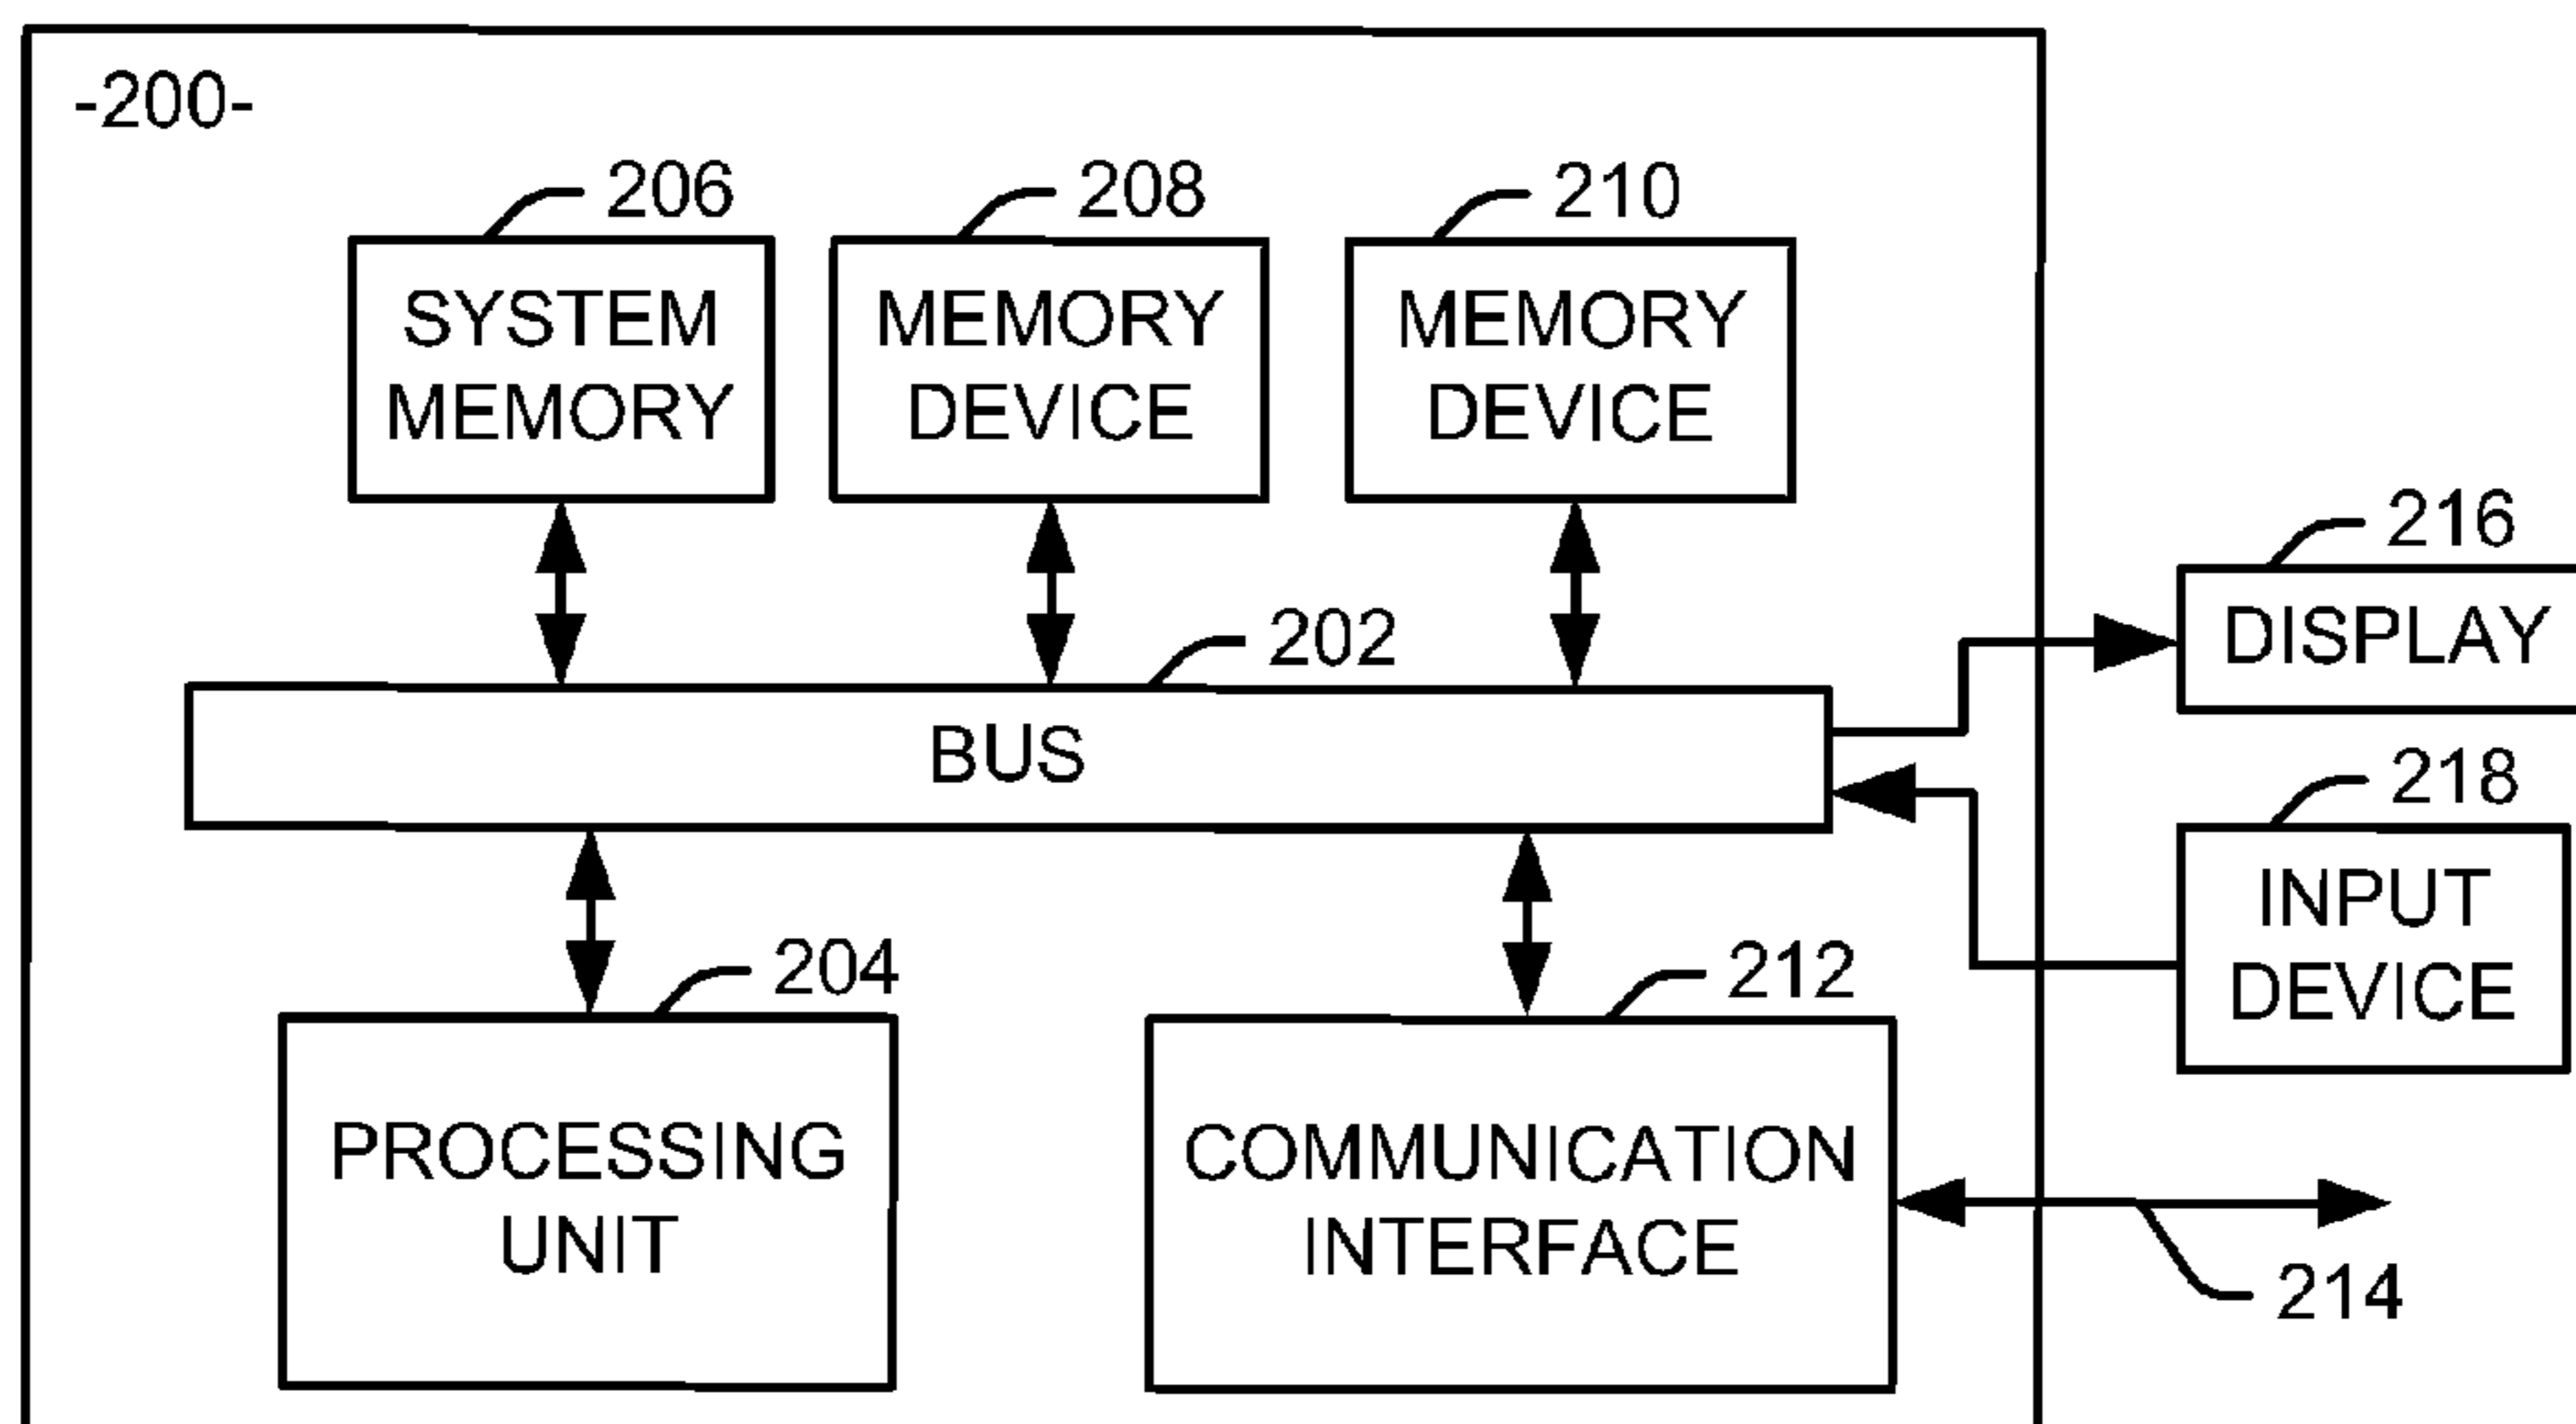 -200-
206
208
210
SYSTEM
MEMORY
MEMORY
DEVICE
MEMORY
DEVICE
216
DISPLAY
202
BUS
218
INPUT
DEVICE
204
212
PROCESSING
UNIT
COMMUNICATION
INTERFACE
214